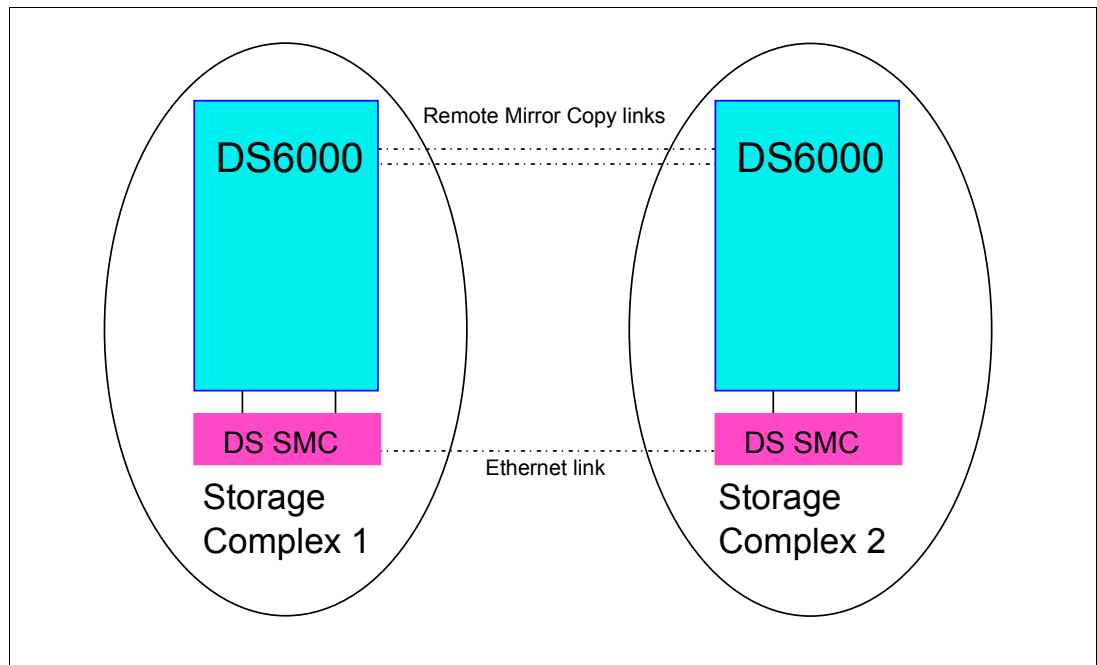 Remote Mirror Copy links
DS6000
DS6000
DS SMC
DS SMC
Ethernet link
Storage
Complex 1
Storage
Complex 2